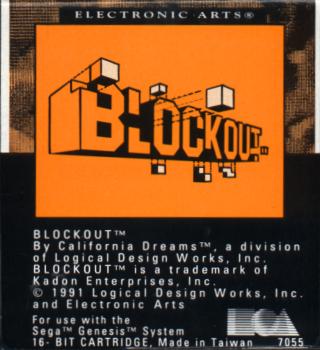 ELECTRONIC ARTS®
BLOCKOUT™
BLOCKOUT™
By California Dreams™, a division
of Logical Design Works, Inc.
BLOCKOUT™ is a trademark of
Kadon Enterprises, Inc.
© 1991 Logical Design Works, Inc.
and Electronic Arts
For use with the
Sega™ Genesis™ System
16- BIT CARTRIDGE, Made in Taiwan 7055
EA